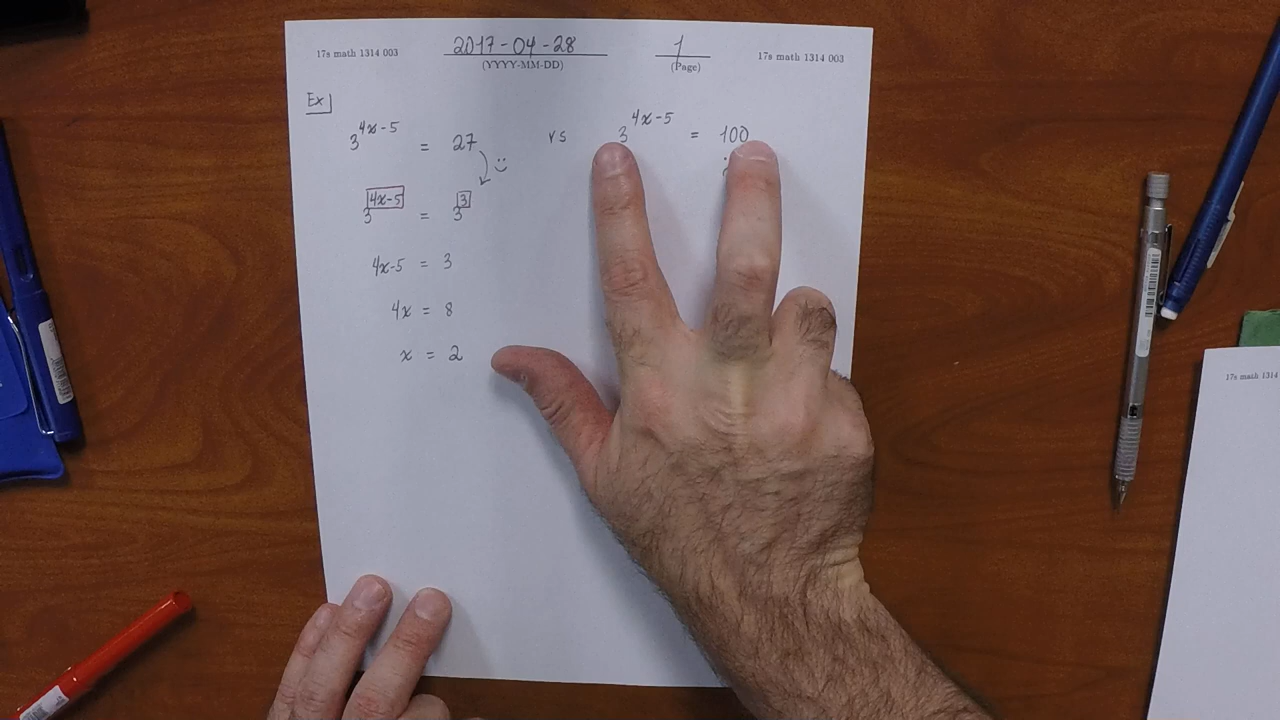 17s math 1314 003 2017-04-28 1 17s math 1314 003
(YYYY-MM-DD) (Page)
Ex
3^{4x-5} = 27 vs 3^{4x-5} = 100
3^{4x-5} = 3^{3}
4x-5 = 3
4x = 8
x = 2
17s math 1314